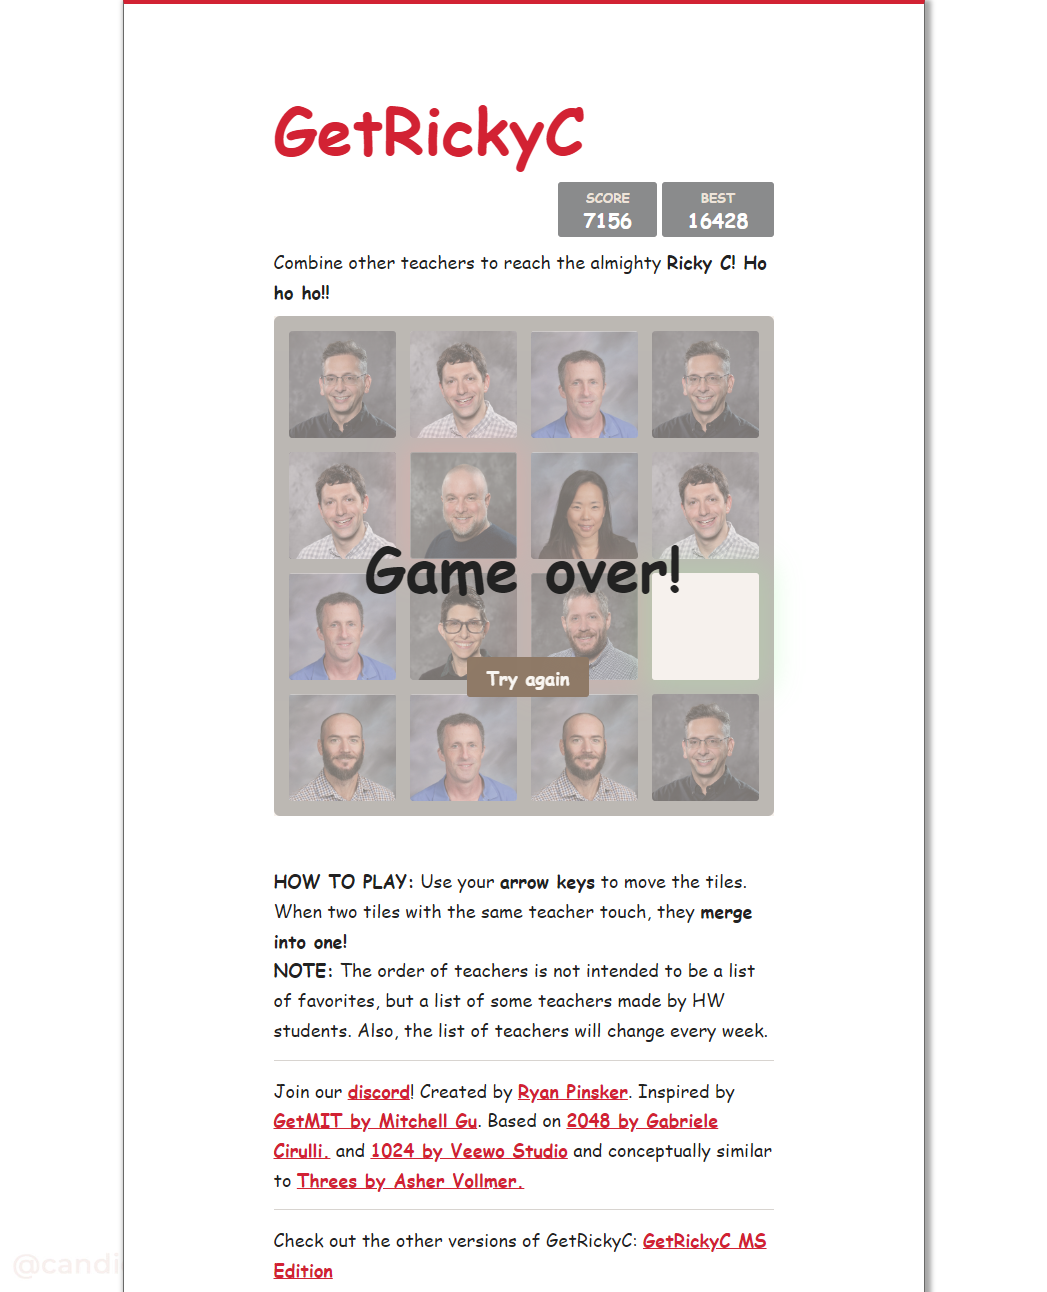 GetRickyC
SCORE
7156
BEST
16428
Combine other teachers to reach the almighty Ricky C! Ho
ho ho!!
Game over!
Try again
HOW TO PLAY: Use your arrow keys to move the tiles.
When two tiles with the same teacher touch, they merge
into one!
NOTE: The order of teachers is not intended to be a list
of favorites, but a list of some teachers made by HW
students. Also, the list of teachers will change every week.
Join our discord! Created by Ryan Pinsker. Inspired by
GetMIT by Mitchell Gu. Based on 2048 by Gabriele
Cirulli. and 1024 by Veewo Studio and conceptually similar
to Threes by Asher Vollmer.
Check out the other versions of GetRickyC: GetRickyC MS
Edition